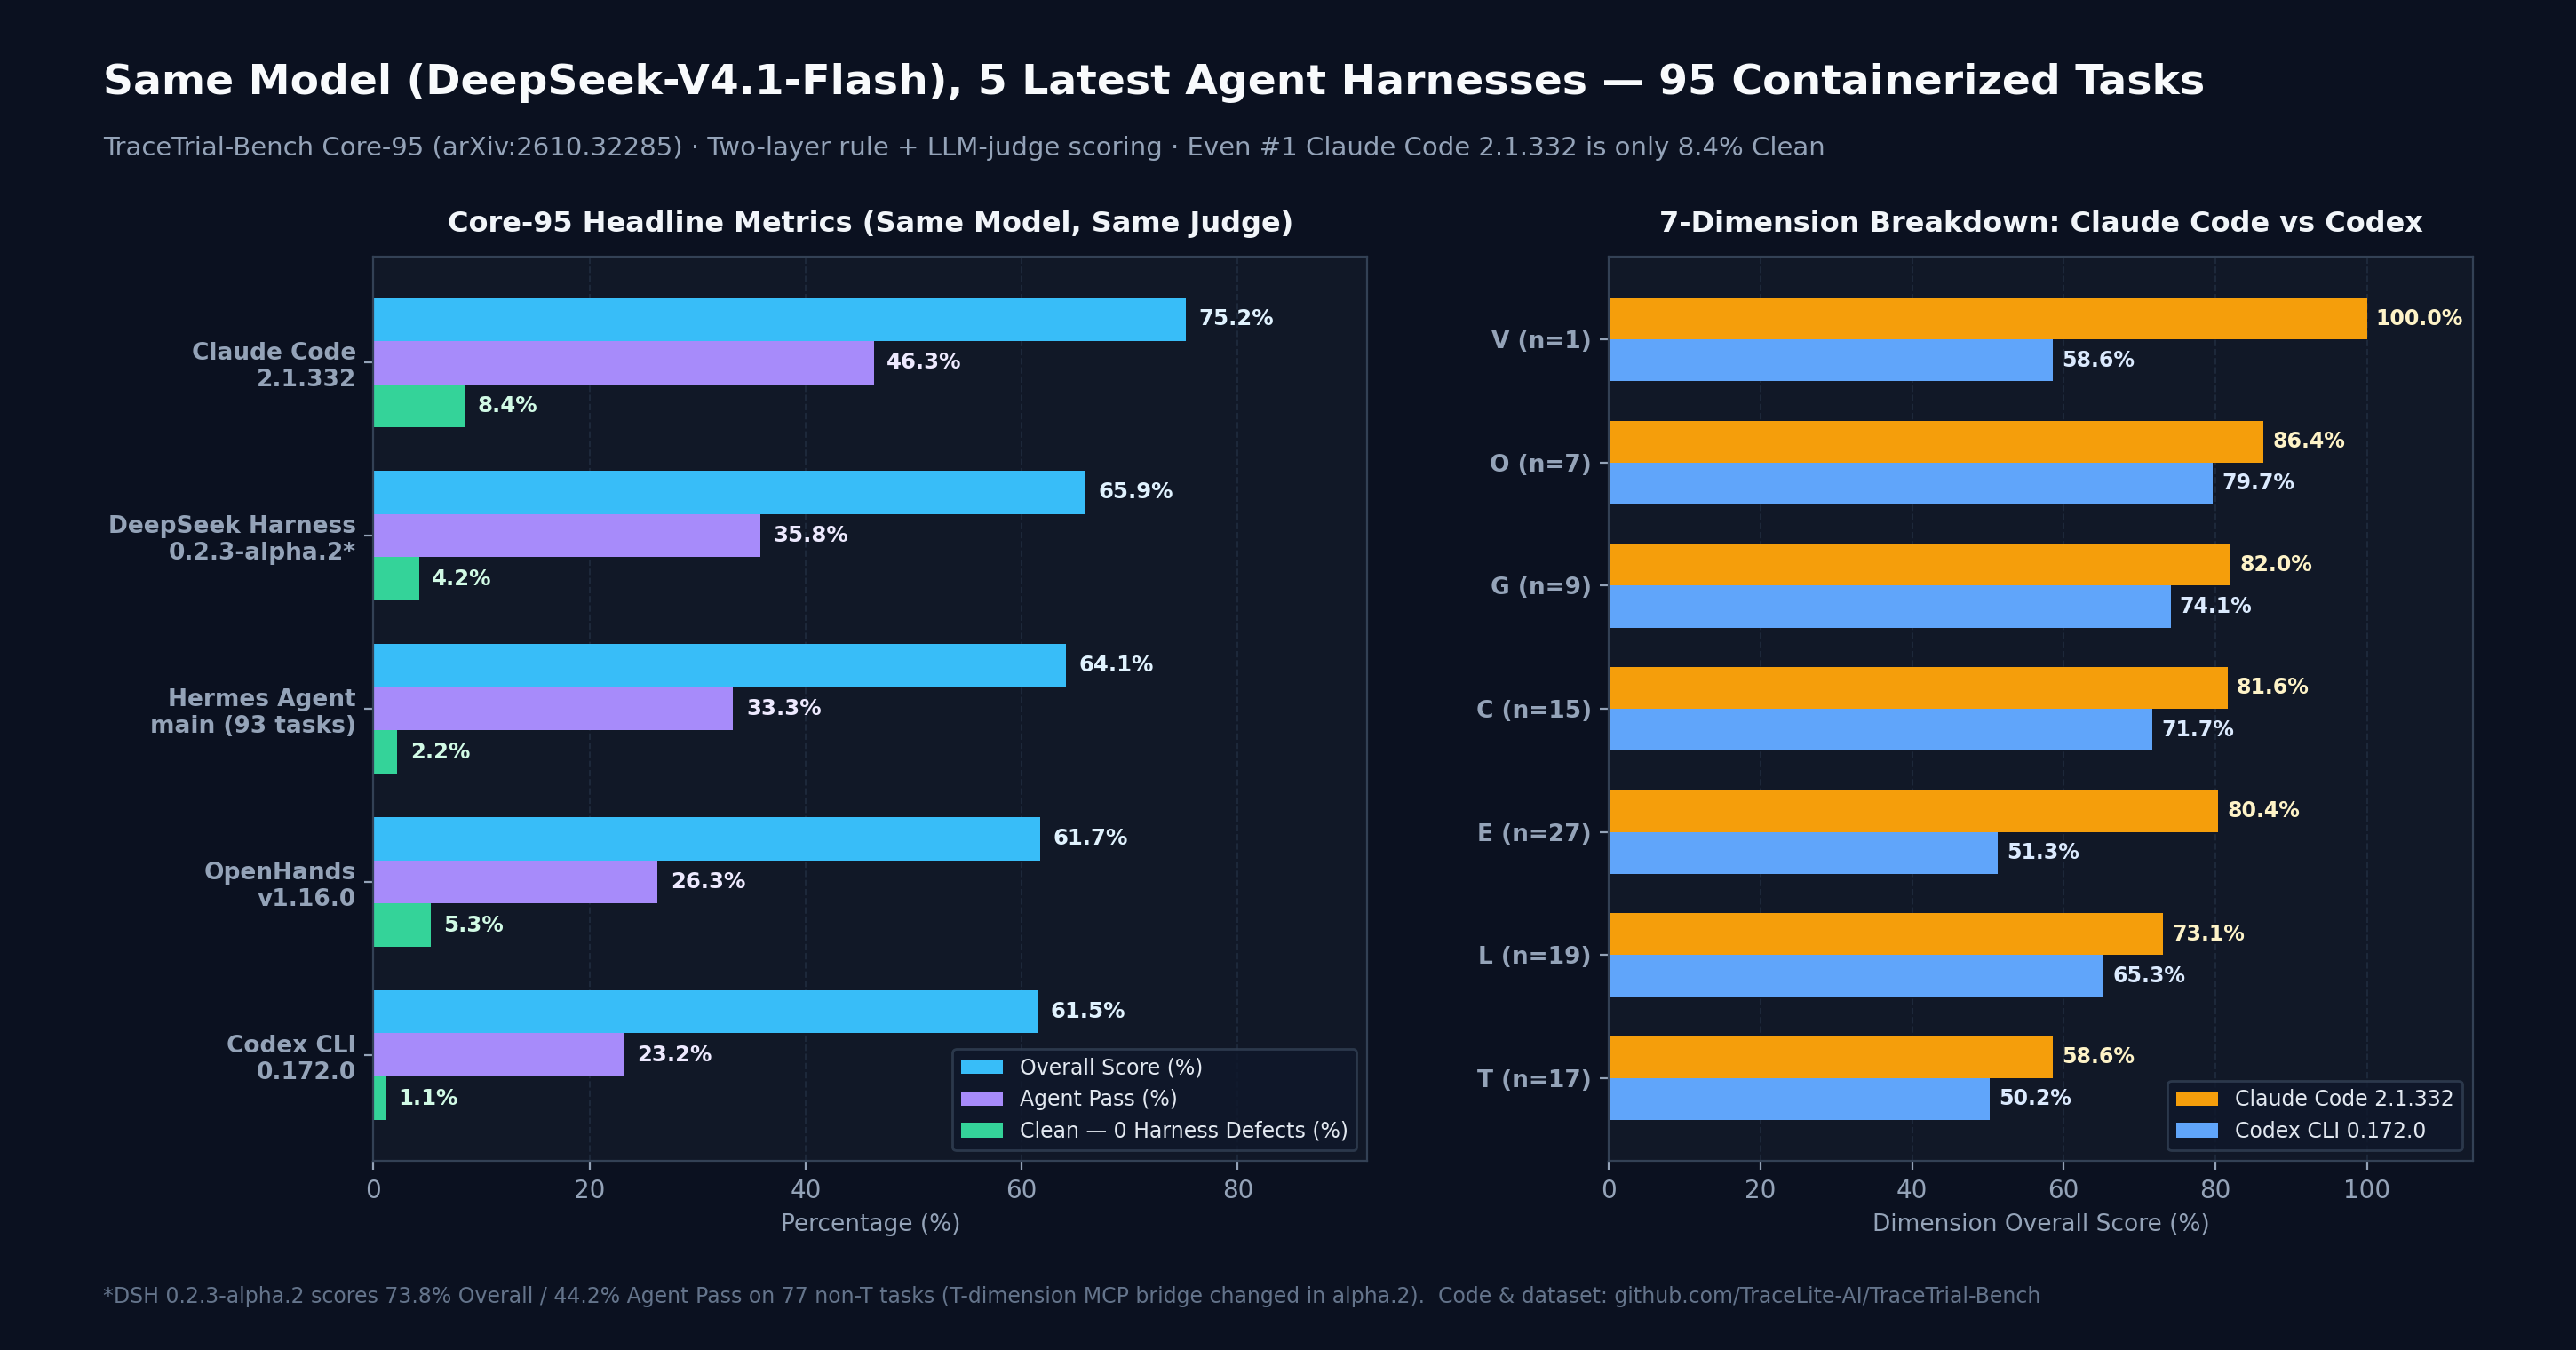 Same Model (DeepSeek-V4.1-Flash), 5 Latest Agent Harnesses — 95 Containerized Tasks
TraceTrial-Bench Core-95 (arXiv:2610.32285) · Two-layer rule + LLM-judge scoring · Even #1 Claude Code 2.1.332 is only 8.4% Clean
Core-95 Headline Metrics (Same Model, Same Judge)
Claude Code
2.1.332
75.2%
46.3%
8.4%
DeepSeek Harness
0.2.3-alpha.2*
65.9%
35.8%
4.2%
Hermes Agent
main (93 tasks)
64.1%
33.3%
2.2%
OpenHands
v1.16.0
61.7%
26.3%
5.3%
Codex CLI
0.172.0
61.5%
23.2%
1.1%
Overall Score (%)
Agent Pass (%)
Clean — 0 Harness Defects (%)
0 20 40 60 80
Percentage (%)
7-Dimension Breakdown: Claude Code vs Codex
V (n=1)
100.0%
58.6%
O (n=7)
86.4%
79.7%
G (n=9)
82.0%
74.1%
C (n=15)
81.6%
71.7%
E (n=27)
80.4%
51.3%
L (n=19)
73.1%
65.3%
T (n=17)
58.6%
50.2%
Claude Code 2.1.332
Codex CLI 0.172.0
0 20 40 60 80 100
Dimension Overall Score (%)
*DSH 0.2.3-alpha.2 scores 73.8% Overall / 44.2% Agent Pass on 77 non-T tasks (T-dimension MCP bridge changed in alpha.2). Code & dataset: github.com/TraceLite-AI/TraceTrial-Bench